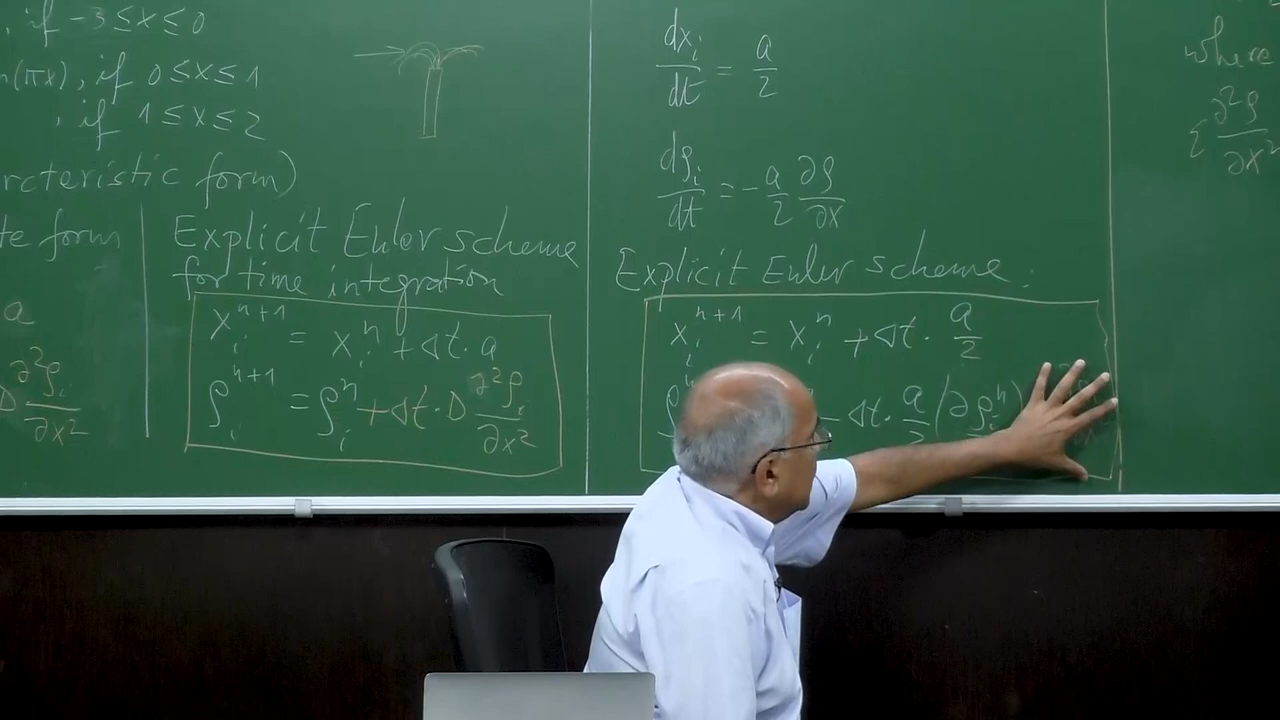 , if -3 ≤ x ≤ 0
n(πx), if 0 ≤ x ≤ 1
, if 1 ≤ x ≤ 2
rcteristic form)
te form
a
D ∂²ρ_i/∂x²
Explicit Euler scheme
for time integration
x_i^{n+1} = x_i^n + Δt · a
ρ_i^{n+1} = ρ_i^n + Δt · D ∂²ρ_i/∂x²
dx_i/dt = a/2
dρ_i/dt = - a/2 ∂ρ/∂x
Explicit Euler scheme :
x_i^{n+1} = x_i^n + Δt · a/2
- Δt · a/2 (∂ρ_i^n)
where
Σ ∂²ρ/∂x²